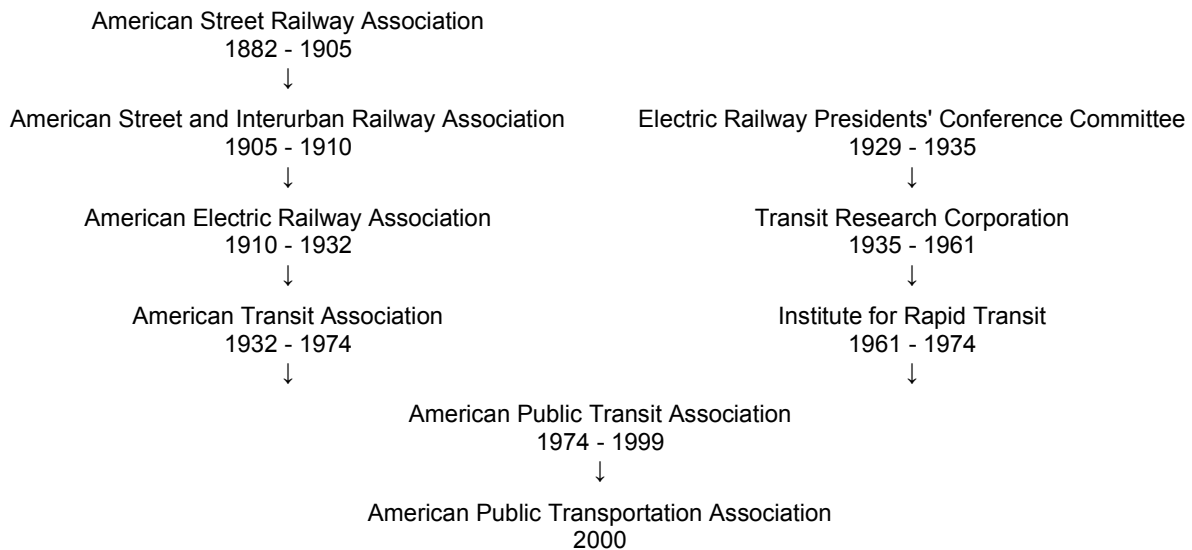 American Street Railway Association
1882 - 1905
↓
American Street and Interurban Railway Association Electric Railway Presidents' Conference Committee
1905 - 1910 1929 - 1935
↓ ↓
American Electric Railway Association Transit Research Corporation
1910 - 1932 1935 - 1961
↓ ↓
American Transit Association Institute for Rapid Transit
1932 - 1974 1961 - 1974
↓ ↓
American Public Transit Association
1974 - 1999
↓
American Public Transportation Association
2000